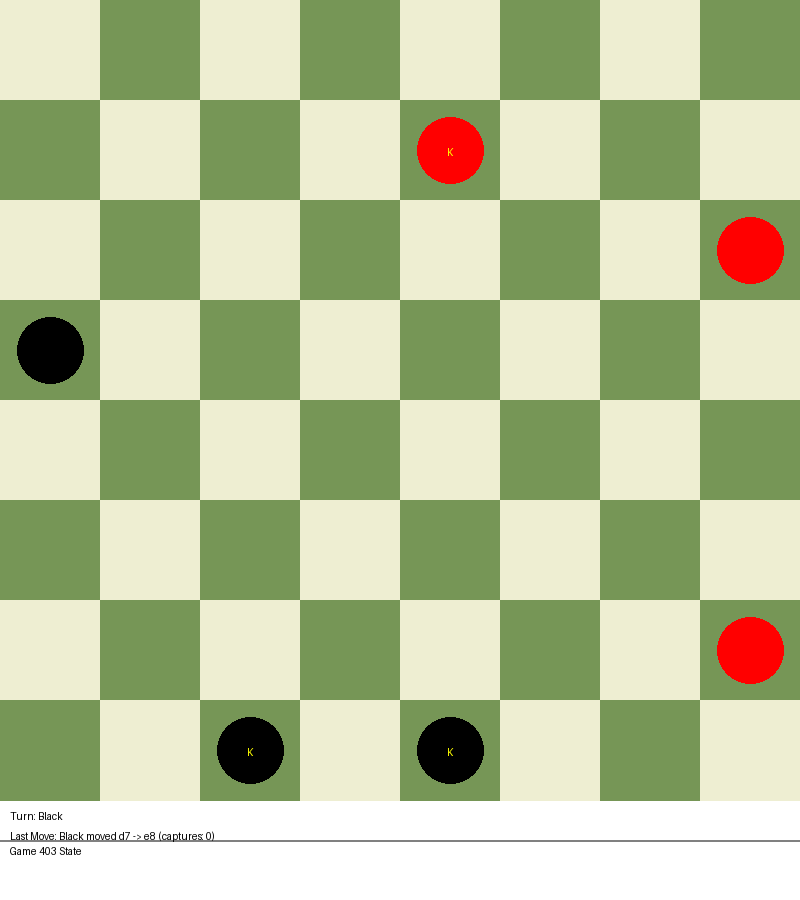 K
K K
Turn: Black
Last Move: Black moved d7 -> e8 (captures: 0)
Game 403 State